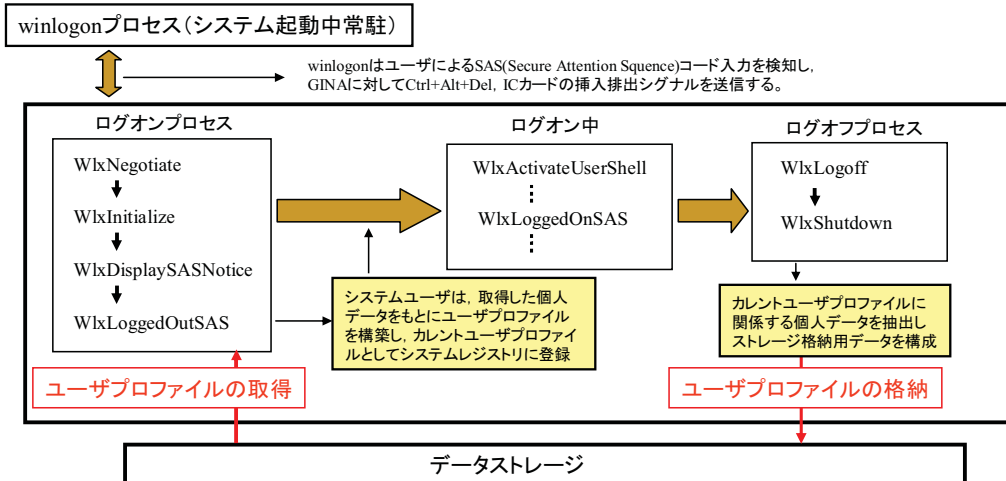 winlogonプロセス(システム起動中常駐)
winlogonはユーザによるSAS(Secure Attention Squence)コード入力を検知し,
GINAに対してCtrl+Alt+Del, ICカードの挿入排出シグナルを送信する。
ログオンプロセス
WlxNegotiate
WlxInitialize
WlxDisplaySASNotice
WlxLoggedOutSAS
ログオン中
WlxActivateUserShell
WlxLoggedOnSAS
ログオフプロセス
WlxLogoff
WlxShutdown
システムユーザは, 取得した個人
データをもとにユーザプロファイル
を構築し, カレントユーザプロファイ
ルとしてシステムレジストリに登録
カレントユーザプロファイルに
関係する個人データを抽出し
ストレージ格納用データを構成
ユーザプロファイルの取得
ユーザプロファイルの格納
データストレージ